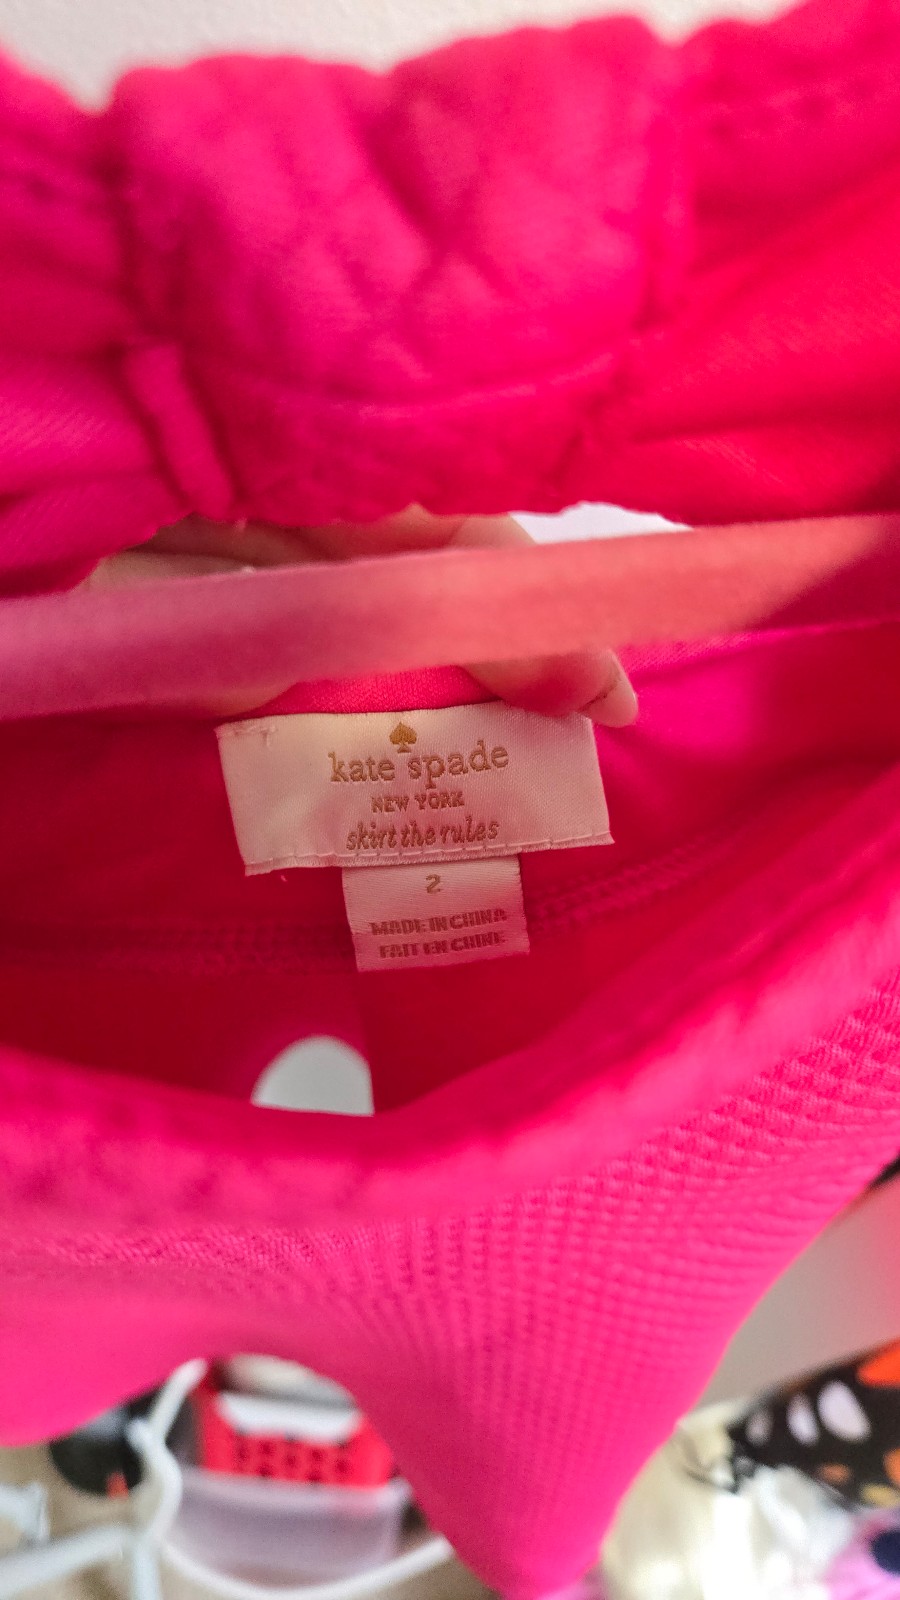 kate spade
NEW YORK
skirt the rules
2
MADE IN CHINA
FAIT EN CHINE